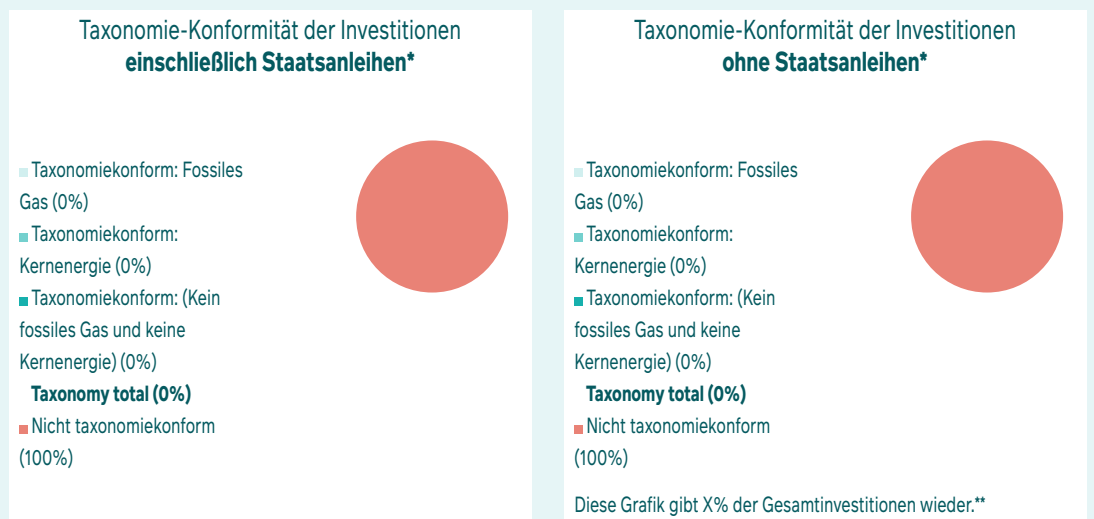 Taxonomie-Konformität der Investitionen
einschließlich Staatsanleihen*
Taxonomiekonform: Fossiles
Gas (0%)
Taxonomiekonform:
Kernenergie (0%)
Taxonomiekonform: (Kein
fossiles Gas und keine
Kernenergie) (0%)
Taxonomy total (0%)
Nicht taxonomiekonform
(100%)
Taxonomie-Konformität der Investitionen
ohne Staatsanleihen*
Taxonomiekonform: Fossiles
Gas (0%)
Taxonomiekonform:
Kernenergie (0%)
Taxonomiekonform: (Kein
fossiles Gas und keine
Kernenergie) (0%)
Taxonomy total (0%)
Nicht taxonomiekonform
(100%)
Diese Grafik gibt X% der Gesamtinvestitionen wieder.**